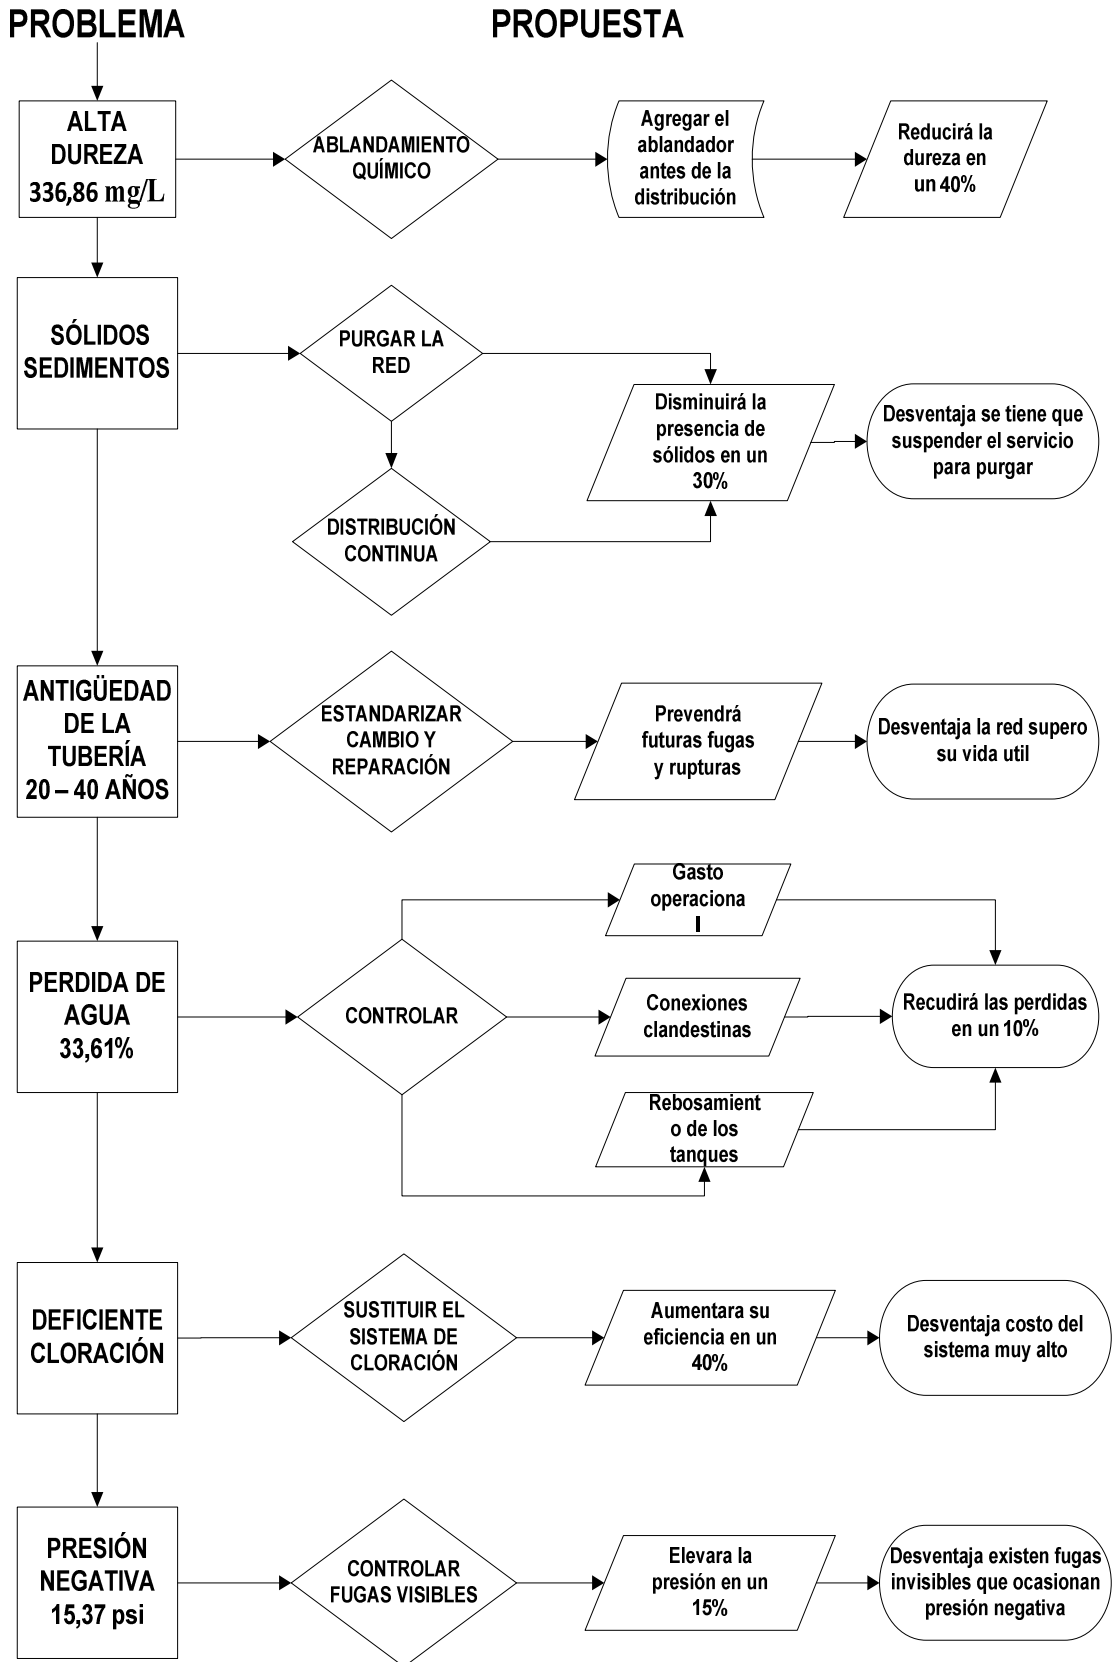 PROBLEMA
PROPUESTA
ALTA
DUREZA
336,86 mg/L
ABLANDAMIENTO
QUÍMICO
Agregar el
ablandador
antes de la
distribución
Reducirá la
dureza en
un 40%
SÓLIDOS
SEDIMENTOS
PURGAR LA
RED
DISTRIBUCIÓN
CONTINUA
Disminuirá la
presencia de
sólidos en un
30%
Desventaja se tiene que
suspender el servicio
para purgar
ANTIGÜEDAD
DE LA
TUBERÍA
20 – 40 AÑOS
ESTANDARIZAR
CAMBIO Y
REPARACIÓN
Prevendrá
futuras fugas
y rupturas
Desventaja la red supero
su vida util
PERDIDA DE
AGUA
33,61%
CONTROLAR
Gasto
operaciona
l
Conexiones
clandestinas
Rebosamient
o de los
tanques
Recudirá las perdidas
en un 10%
DEFICIENTE
CLORACIÓN
SUSTITUIR EL
SISTEMA DE
CLORACIÓN
Aumentara su
eficiencia en un
40%
Desventaja costo del
sistema muy alto
PRESIÓN
NEGATIVA
15,37 psi
CONTROLAR
FUGAS VISIBLES
Elevara la
presión en un
15%
Desventaja existen fugas
invisibles que ocasionan
presión negativa